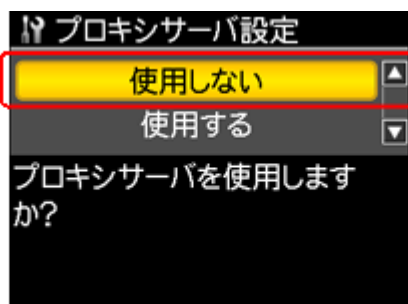 プロキシサーバ設定
使用しない
使用する
プロキシサーバを使用します
か?